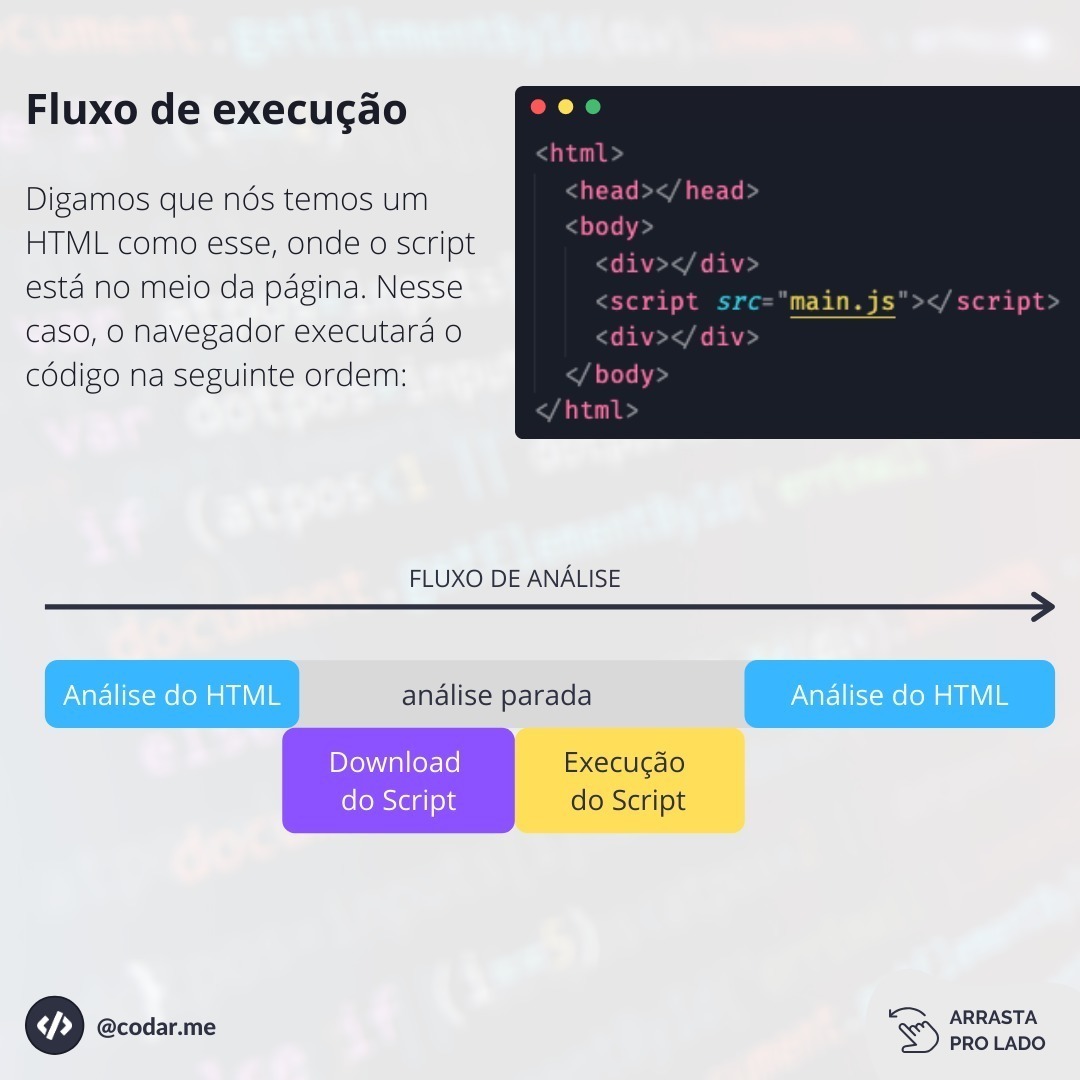 Fluxo de execução
Digamos que nós temos um
HTML como esse, onde o script
está no meio da página. Nesse
caso, o navegador executará o
código na seguinte ordem:
<html>
<head></head>
<body>
<div></div>
<script src="main.js"></script>
<div></div>
</body>
</html>
FLUXO DE ANÁLISE
Análise do HTML
análise parada
Análise do HTML
Download
do Script
Execução
do Script
@codar.me
ARRASTA
PRO LADO